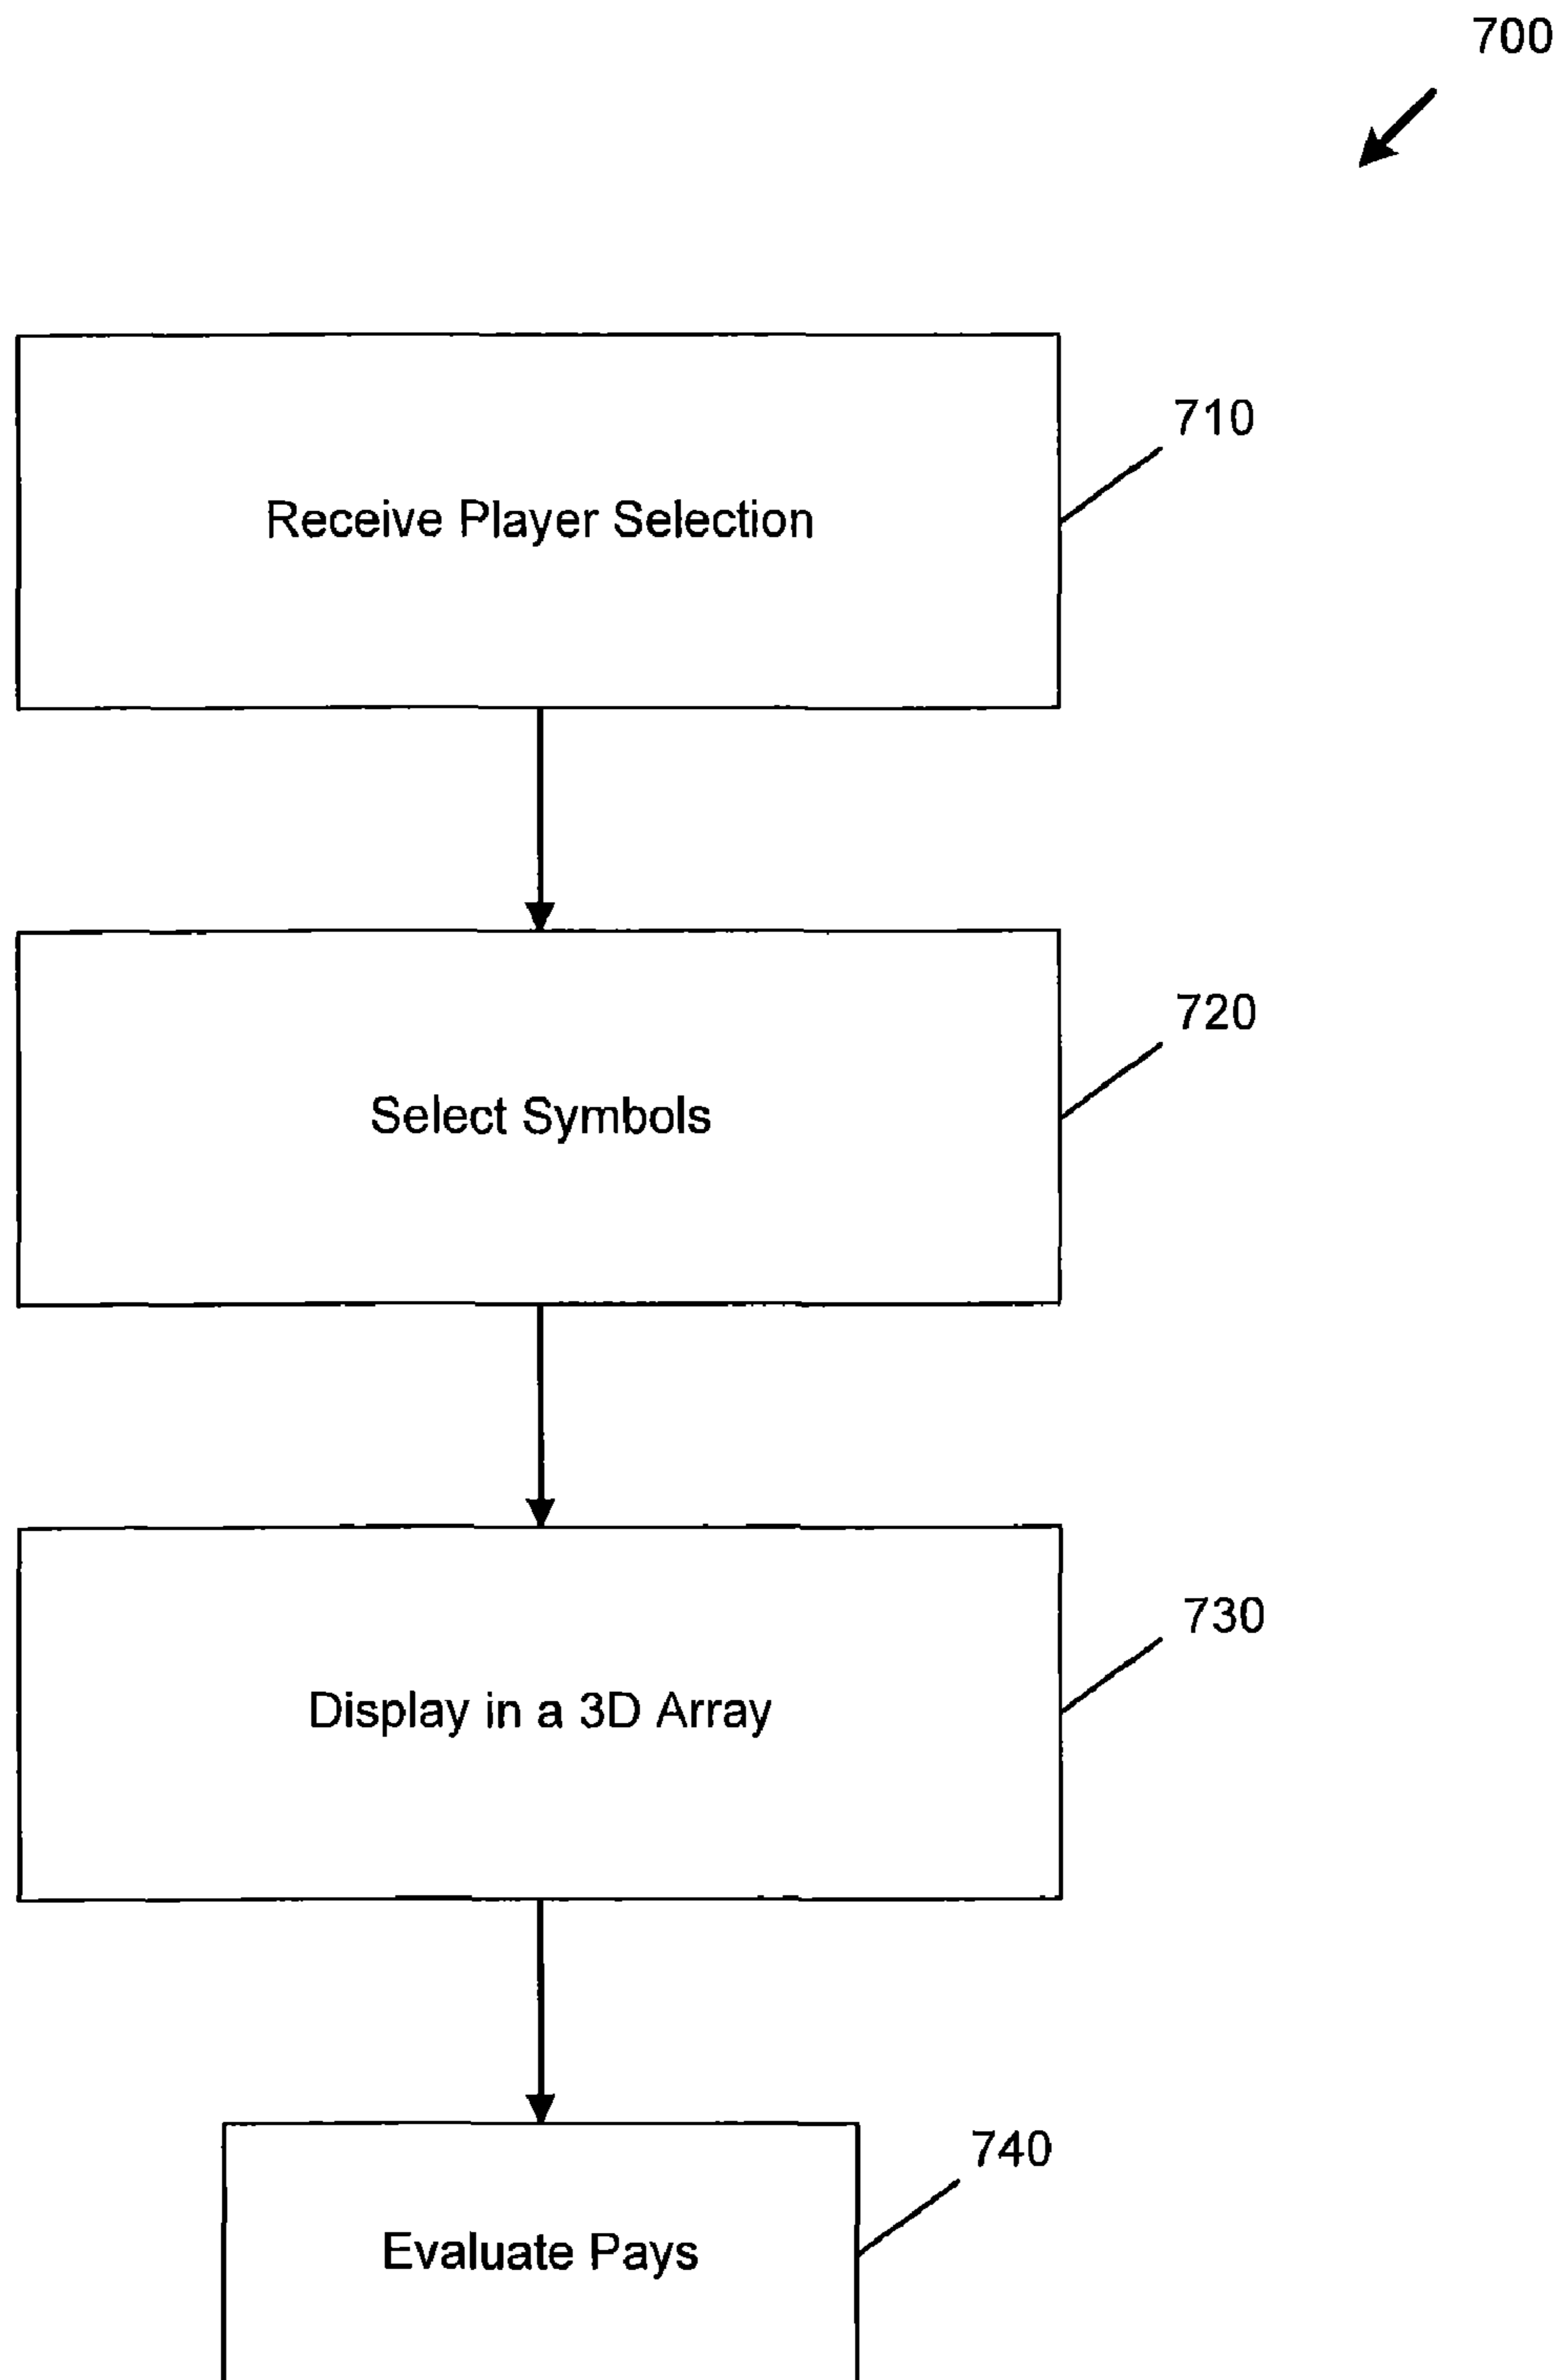 700
Receive Player Selection
710
Select Symbols
720
Display in a 3D Array
730
Evaluate Pays
740